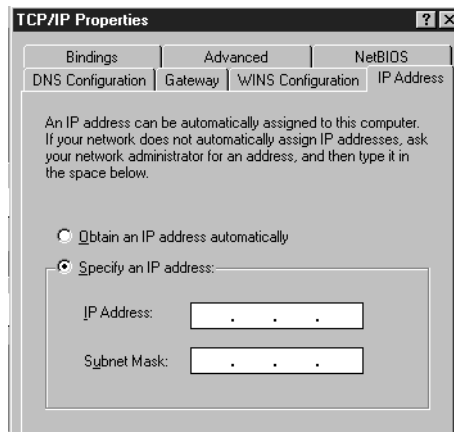 TCP/IP Properties
Bindings Advanced NetBIOS
DNS Configuration Gateway WINS Configuration IP Address
An IP address can be automatically assigned to this computer.
If your network does not automatically assign IP addresses, ask
your network administrator for an address, and then type it in
the space below.
Obtain an IP address automatically
Specify an IP address:
IP Address: . . .
Subnet Mask: . . .